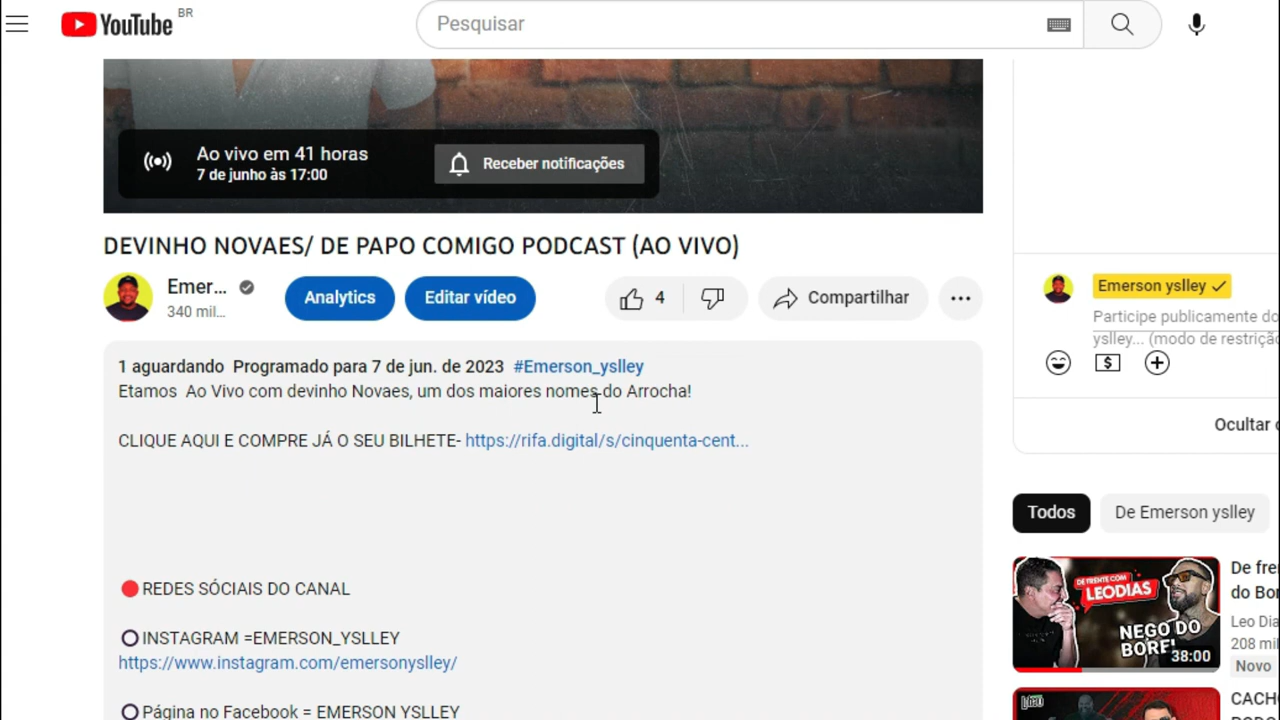 YouTube BR
Pesquisar
Ao vivo em 41 horas
7 de junho às 17:00
Receber notificações
DEVINHO NOVAES/ DE PAPO COMIGO PODCAST (AO VIVO)
Emer...
340 mil...
Analytics
Editar vídeo
4
Compartilhar
1 aguardando Programado para 7 de jun. de 2023 #Emerson_yslley
Etamos Ao Vivo com devinho Novaes, um dos maiores nomes do Arrocha!
CLIQUE AQUI E COMPRE JÁ O SEU BILHETE- https://rifa.digital/s/cinquenta-cent...
REDES SÓCIAIS DO CANAL
INSTAGRAM =EMERSON_YSLLEY
https://www.instagram.com/emersonyslley/
Página no Facebook = EMERSON YSLLEY
Emerson yslley
Participe publicamente do
yslley... (modo de restriçã
Ocultar
Todos
De Emerson yslley
DE FRENTE COM
LEODIAS
NEGO DO
BOREL
38:00
De fre
do Bor
Leo Dia
208 mil
Novo
CACH